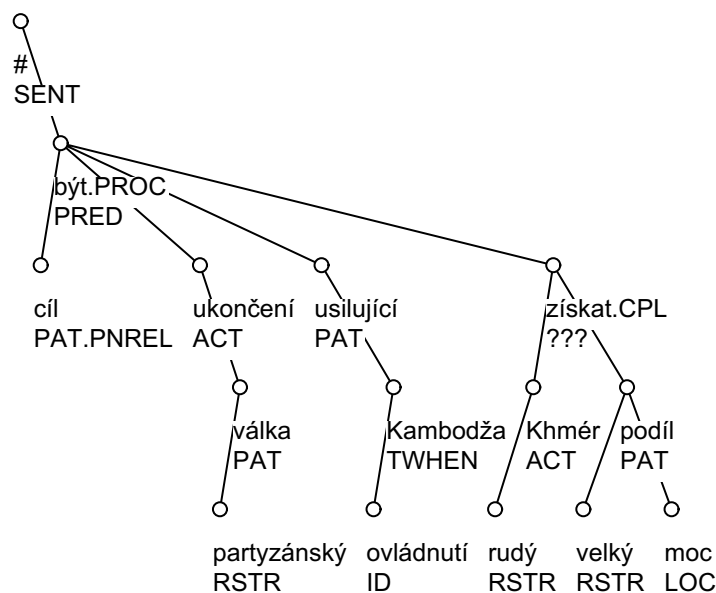 #
SENT
být.PROC
PRED
cíl
PAT.PNREL
ukončení
ACT
usilující
PAT
získat.CPL
???
válka
PAT
Kambodža
TWHEN
Khmér
ACT
podíl
PAT
partyzánský
RSTR
ovládnutí
ID
rudý
RSTR
velký
RSTR
moc
LOC